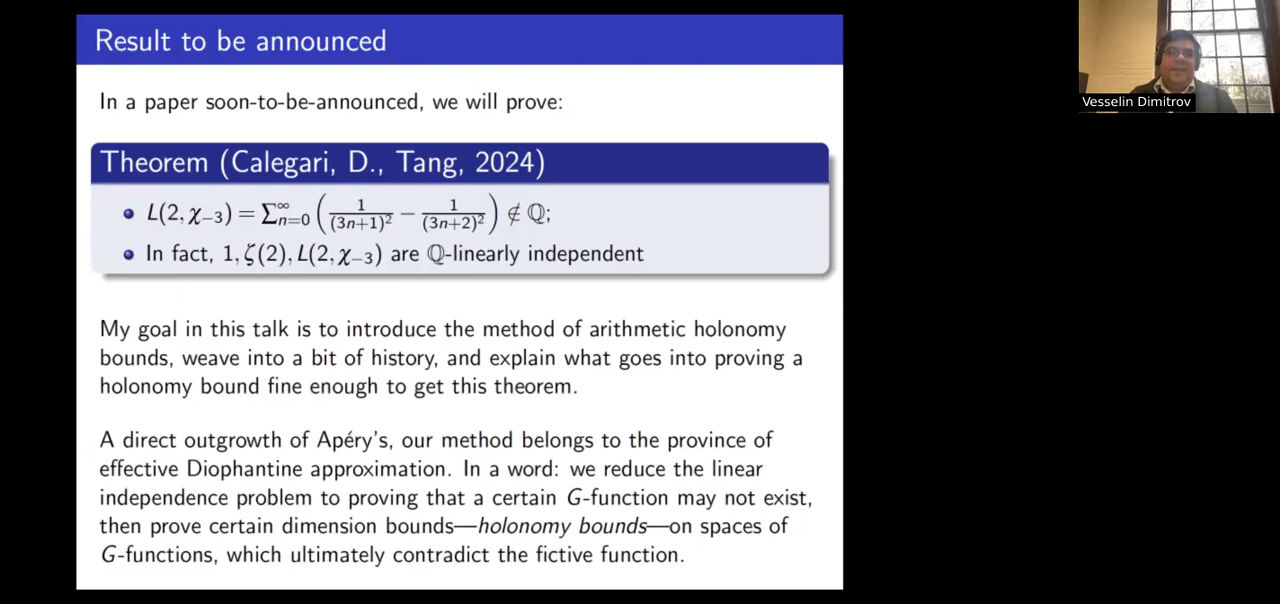 Result to be announced
In a paper soon-to-be-announced, we will prove:
Theorem (Calegari, D., Tang, 2024)
• L(2, χ₋₃) = Σ_{n=0}^{∞} (1/(3n+1)² − 1/(3n+2)²) ∉ ℚ;
• In fact, 1, ζ(2), L(2, χ₋₃) are ℚ-linearly independent
My goal in this talk is to introduce the method of arithmetic holonomy
bounds, weave into a bit of history, and explain what goes into proving a
holonomy bound fine enough to get this theorem.
A direct outgrowth of Apéry's, our method belongs to the province of
effective Diophantine approximation. In a word: we reduce the linear
independence problem to proving that a certain G-function may not exist,
then prove certain dimension bounds—holonomy bounds—on spaces of
G-functions, which ultimately contradict the fictive function.
Vesselin Dimitrov